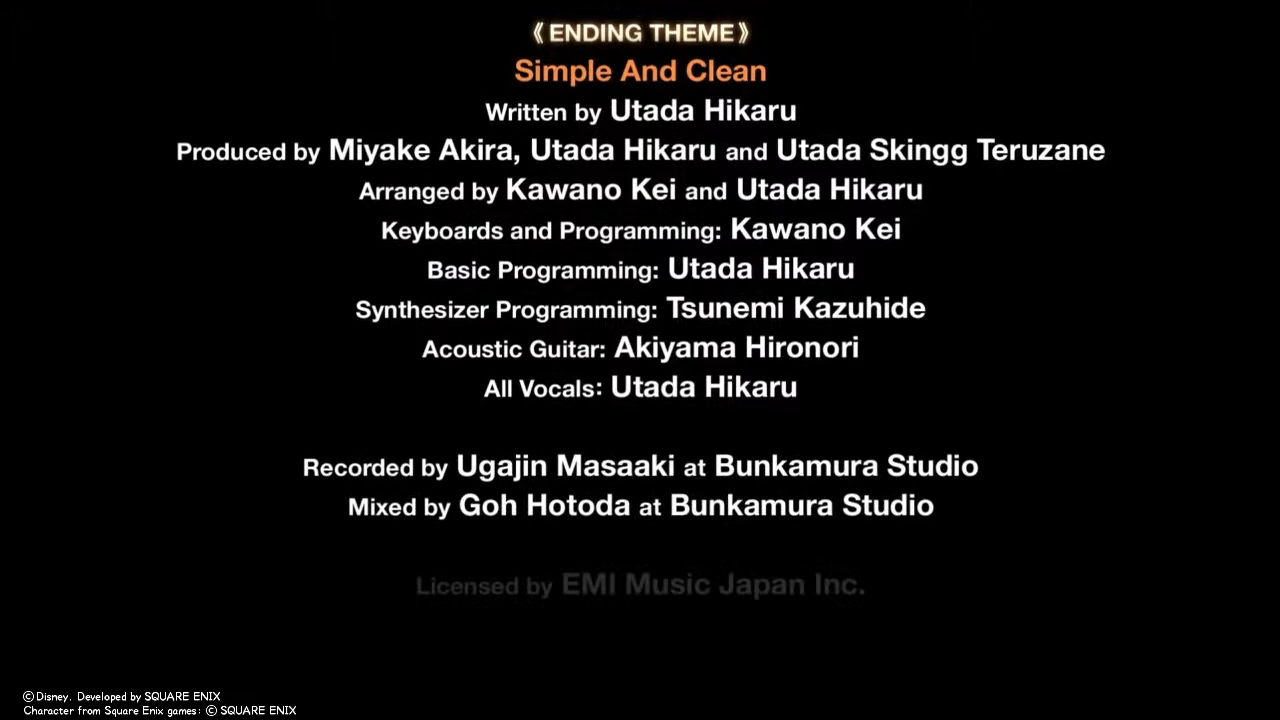 《ENDING THEME》
Simple And Clean
Written by Utada Hikaru
Produced by Miyake Akira, Utada Hikaru and Utada Skingg Teruzane
Arranged by Kawano Kei and Utada Hikaru
Keyboards and Programming: Kawano Kei
Basic Programming: Utada Hikaru
Synthesizer Programming: Tsunemi Kazuhide
Acoustic Guitar: Akiyama Hironori
All Vocals: Utada Hikaru
Recorded by Ugajin Masaaki at Bunkamura Studio
Mixed by Goh Hotoda at Bunkamura Studio
Licensed by EMI Music Japan Inc.
©Disney. Developed by SQUARE ENIX
Character from Square Enix games: © SQUARE ENIX